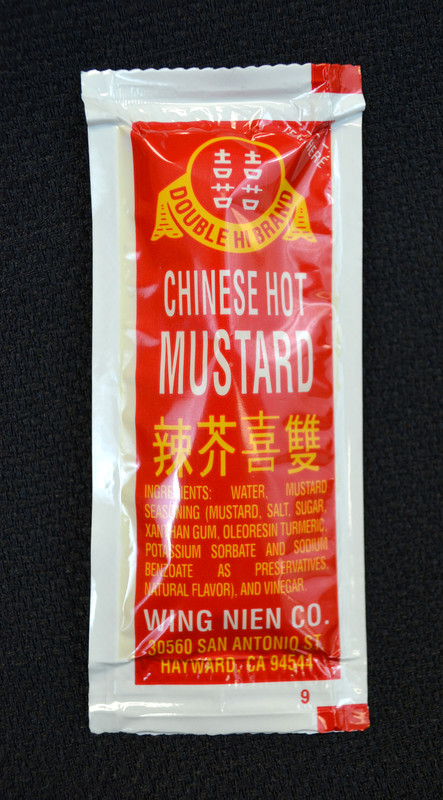 HERE
囍
DOUBLE HI BRAND
CHINESE HOT
MUSTARD
辣芥喜雙
INGREDIENTS: WATER, MUSTARD
SEASONING (MUSTARD, SALT, SUGAR,
XANTHAN GUM, OLEORESIN TURMERIC,
POTASSIUM SORBATE AND SODIUM
BENZOATE AS PRESERVATIVES,
NATURAL FLAVOR), AND VINEGAR.
WING NIEN CO.
30560 SAN ANTONIO ST.
HAYWARD, CA 94544
9